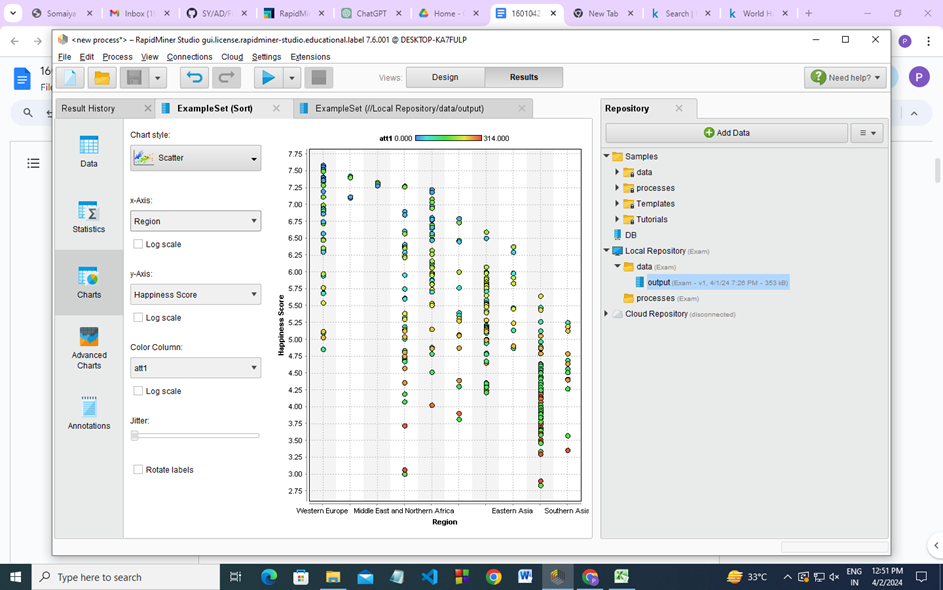 Somaiya
Inbox (1
SY/AD/F
RapidMi
ChatGPT
Home -
1601042
New Tab
Search |
World H
<new process*> – RapidMiner Studio gui.license.rapidminer-studio.educational.label 7.6.001 @ DESKTOP-KA7FULP
P
File Edit Process View Connections Cloud Settings Extensions
16
File
Views:
Design
Results
Need help?
P
Result History
ExampleSet (Sort)
ExampleSet (//Local Repository/data/output)
Repository
Data
Statistics
Charts
Advanced
Charts
Annotations
Chart style:
Scatter
x-Axis:
Region
Log scale
y-Axis:
Happiness Score
Log scale
Color Column:
att1
Log scale
Jitter:
Rotate labels
att1 0.000 314.000
7.75
7.50
7.25
7.00
6.75
6.50
6.25
6.00
5.75
5.50
5.25
5.00
4.75
4.50
4.25
4.00
3.75
3.50
3.25
3.00
2.75
Happiness Score
Western Europe Middle East and Northern Africa Eastern Asia Southern Asia
Region
Add Data
Samples
data
processes
Templates
Tutorials
DB
Local Repository (Exam)
data (Exam)
output (Exam – v1, 4/1/24 7:26 PM – 353 kB)
processes (Exam)
Cloud Repository (disconnected)
Type here to search
33°C
ENG
IN
12:51 PM
4/2/2024